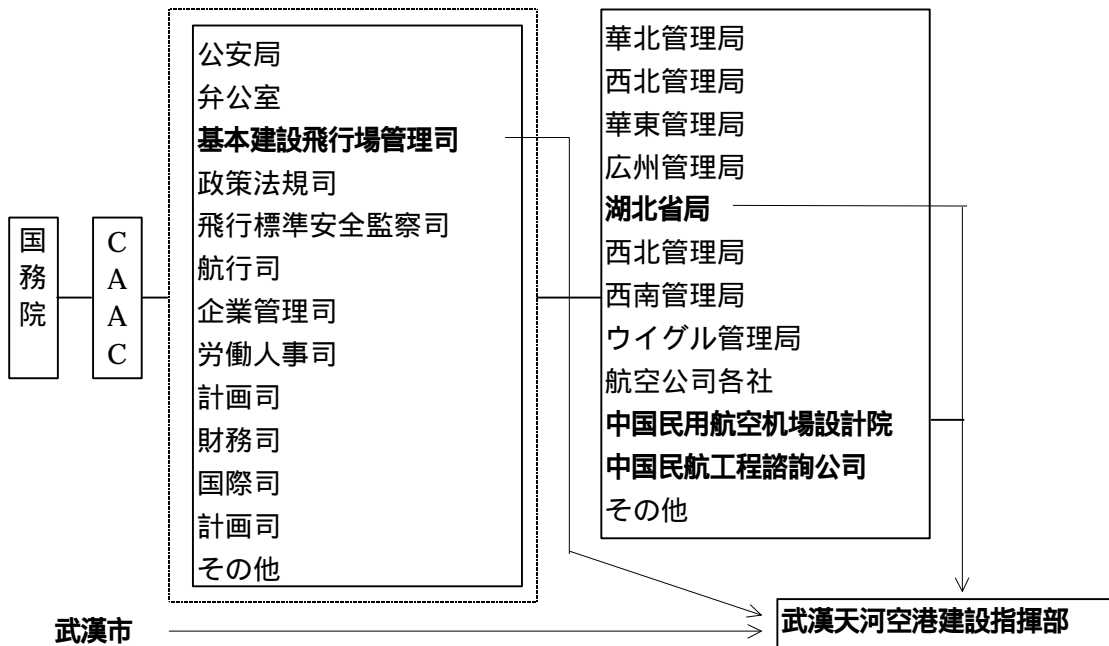 国務院
CAAC
公安局
弁公室
基本建設飛行場管理司
政策法規司
飛行標準安全監察司
航行司
企業管理司
労働人事司
計画司
財務司
国際司
計画司
その他
華北管理局
西北管理局
華東管理局
広州管理局
湖北省局
西北管理局
西南管理局
ウイグル管理局
航空公司各社
中国民用航空机場設計院
中国民航工程諮詢公司
その他
武漢市
武漢天河空港建設指揮部